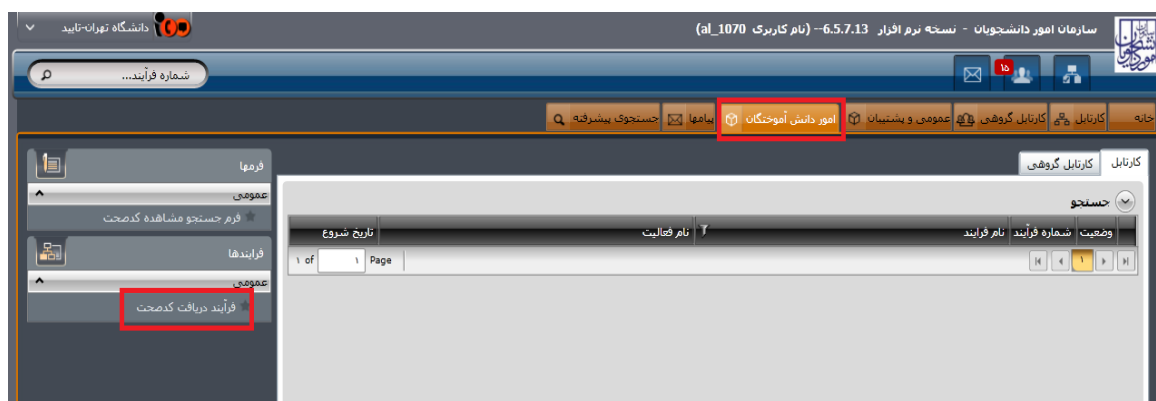 سازمان امور دانشجویان - نسخه نرم افزار 6.5.7.13-- (نام کاربری al_1070)
دانشگاه تهران-تایید
۱۵
شماره فرآیند...
خانه
کارتابل
کارتابل گروهی
عمومی و پشتیبان
امور دانش آموختگان
پیامها
جستجوی پیشرفته
کارتابل
کارتابل گروهی
جستجو
وضعیت
شماره فرآیند
نام فرایند
نام فعالیت
تاریخ شروع
۱
Page ۱ of ۱
فرمها
عمومی
فرم جستجو مشاهده کدصحت
فرایندها
عمومی
فرآیند دریافت کدصحت